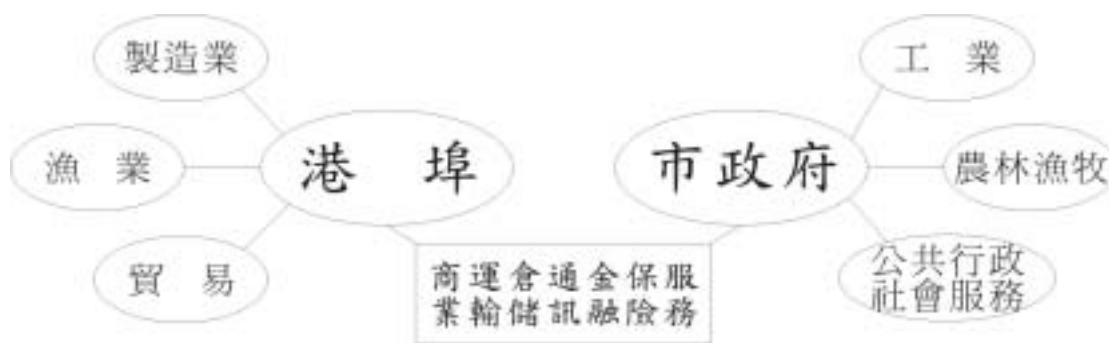 製造業
工　業
港　埠
市政府
漁　業
農林漁牧
貿　易
公共行政
社會服務
商運倉通金保服
業輸儲訊融險務